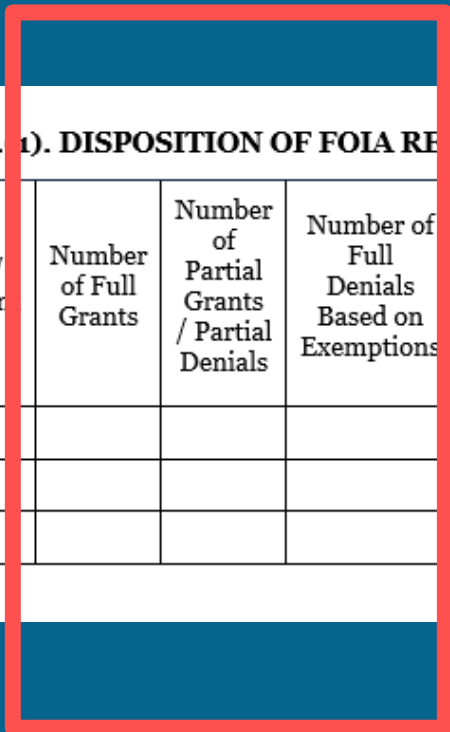 1). DISPOSITION OF FOIA RE
Number
of Full
Grants
Number
of
Partial
Grants
/ Partial
Denials
Number of
Full
Denials
Based on
Exemptions